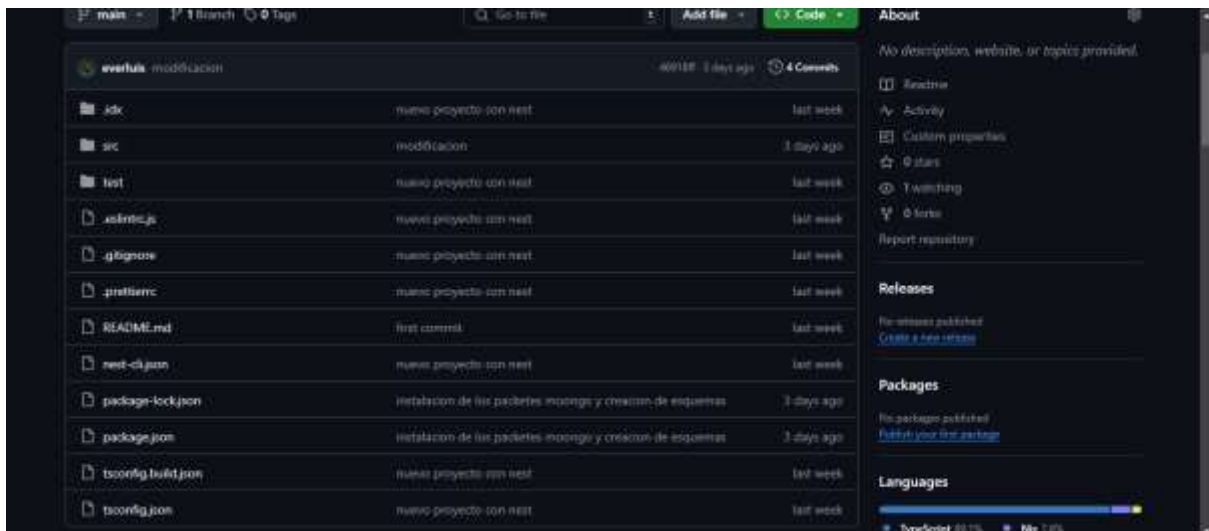 main 1 Branch 0 Tags Go to file t Add file Code
everluis modificacion 3 days ago 4 Commits
.idx nuevo proyecto con nest last week
src modificacion 3 days ago
test nuevo proyecto con nest last week
.eslintrc.js nuevo proyecto con nest last week
.gitignore nuevo proyecto con nest last week
.prettierrc nuevo proyecto con nest last week
README.md first commit last week
nest-cli.json nuevo proyecto con nest last week
package-lock.json instalacion de los packetes moongo y creacion de esquemas 3 days ago
package.json instalacion de los packetes moongo y creacion de esquemas 3 days ago
tsconfig.build.json nuevo proyecto con nest last week
tsconfig.json nuevo proyecto con nest last week
About
No description, website, or topics provided.
Readme
Activity
Custom properties
0 stars
1 watching
0 forks
Report repository
Releases
No releases published
Create a new release
Packages
No packages published
Publish your first package
Languages
TypeScript Nix